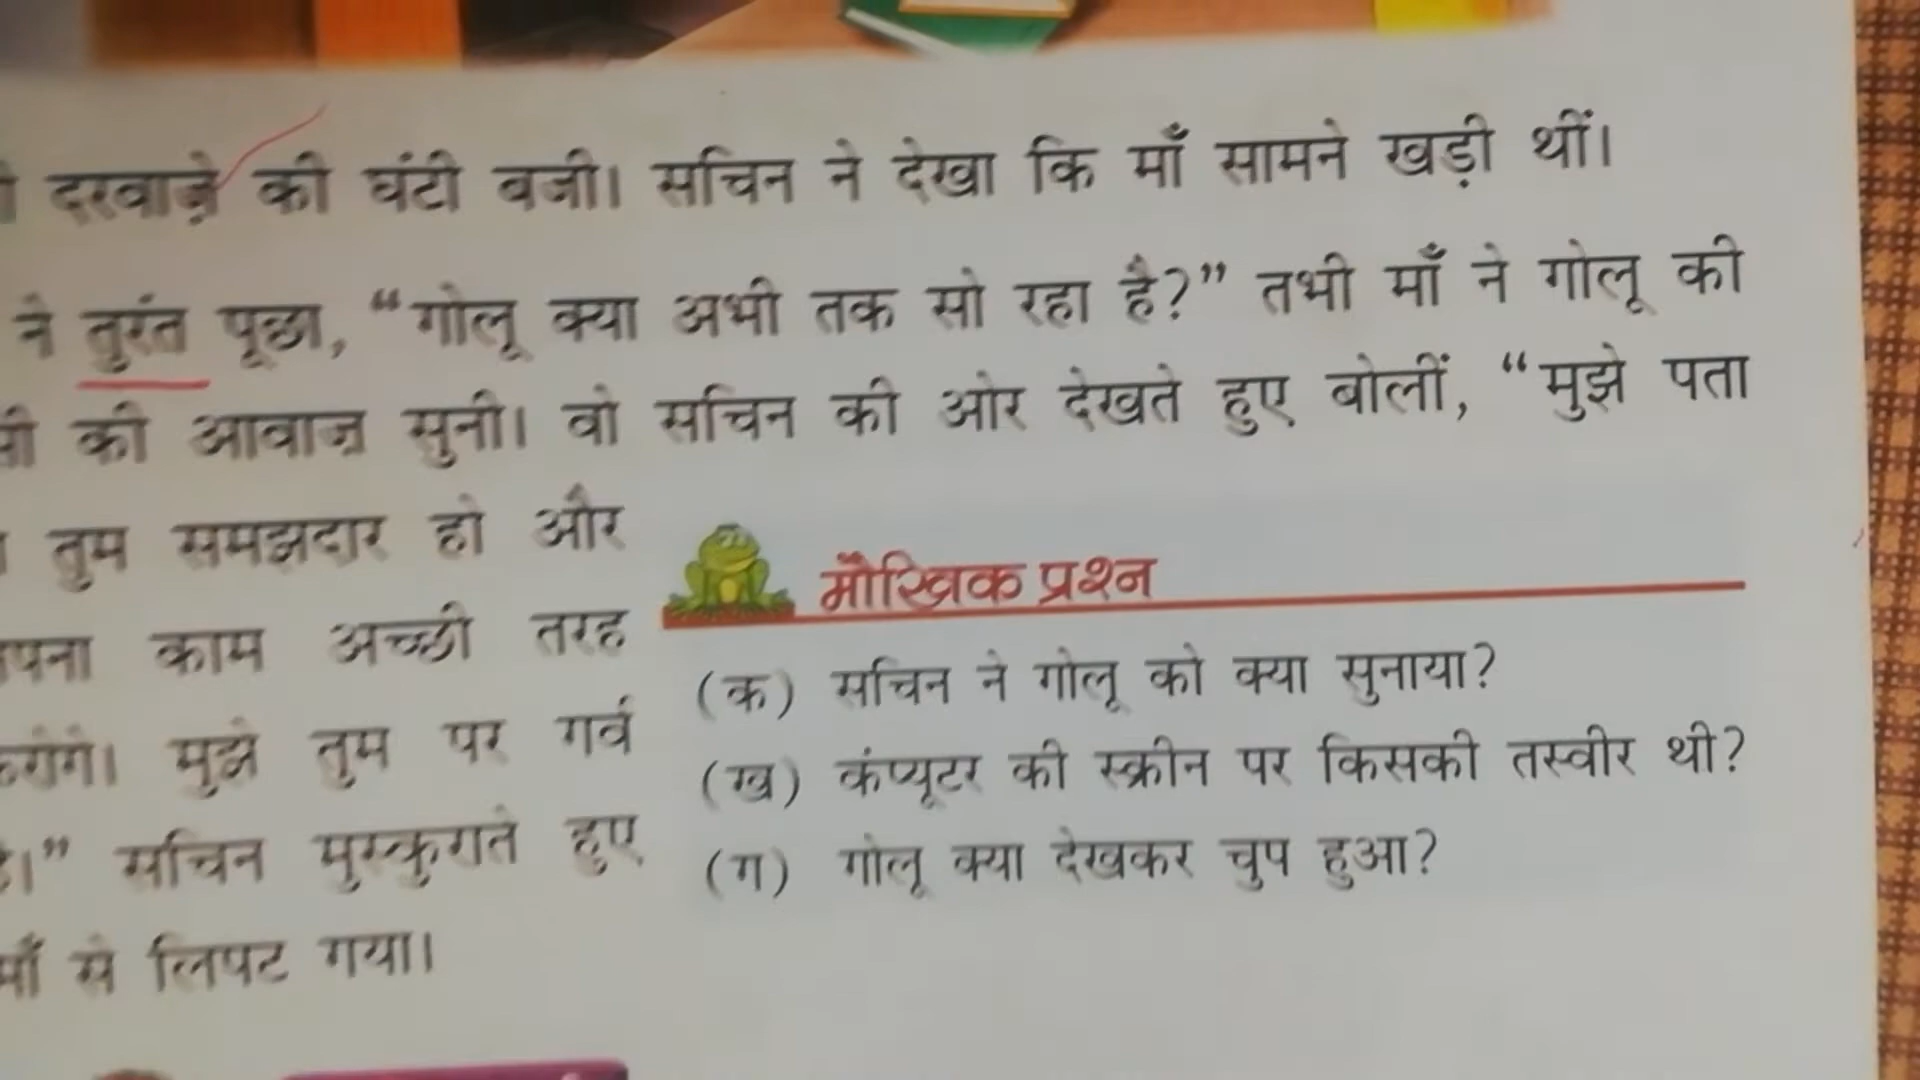 दरवाज़े की घंटी बजी। सचिन ने देखा कि माँ सामने खड़ी थीं।
ने तुरंत पूछा, “गोलू क्या अभी तक सो रहा है?” तभी माँ ने गोलू की
की आवाज़ सुनी। वो सचिन की ओर देखते हुए बोलीं, “मुझे पता
तुम समझदार हो और
काम अच्छी तरह
मुझे तुम पर गर्व
” सचिन मुस्कुराते हुए
माँ से लिपट गया।
मौखिक प्रश्न
(क) सचिन ने गोलू को क्या सुनाया?
(ख) कंप्यूटर की स्क्रीन पर किसकी तस्वीर थी?
(ग) गोलू क्या देखकर चुप हुआ?